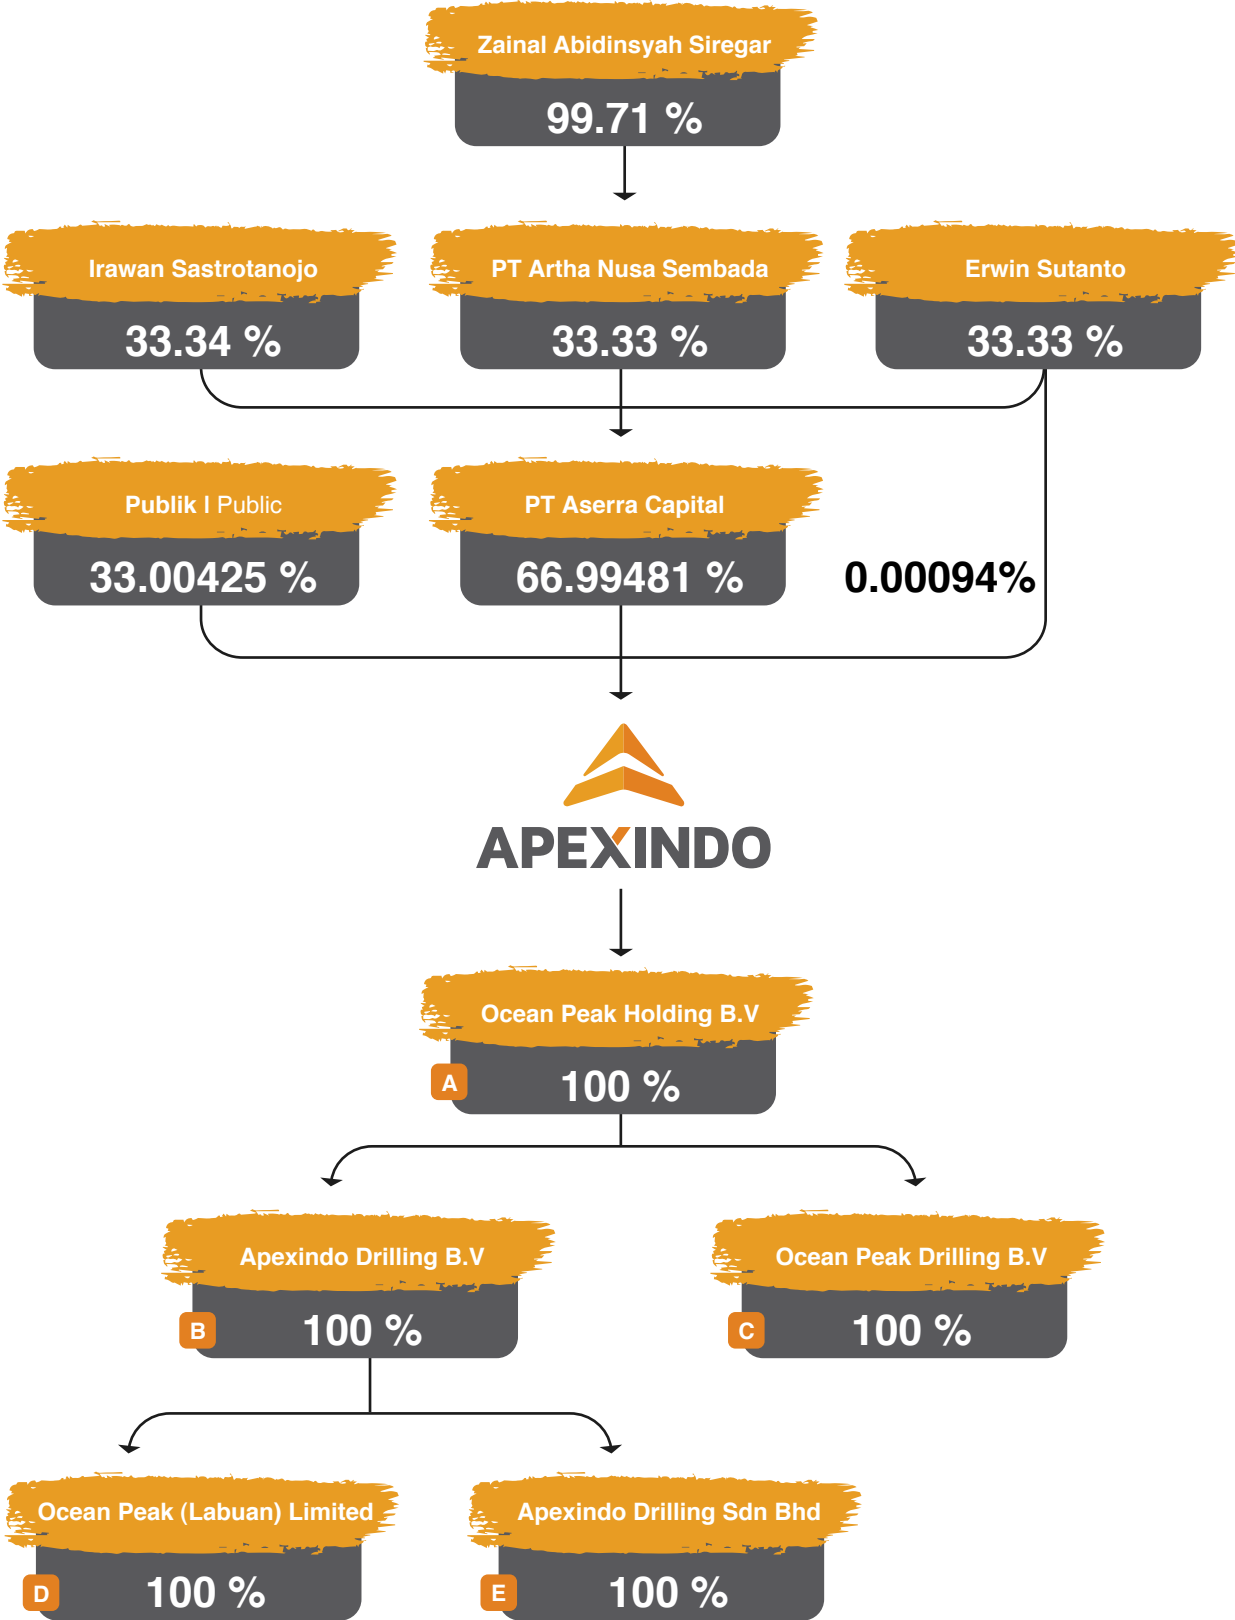 Zainal Abidinsyah Siregar
99.71 %
Irawan Sastrotanojo
33.34 %
PT Artha Nusa Sembada
33.33 %
Erwin Sutanto
33.33 %
Publik I Public
33.00425 %
PT Aserra Capital
66.99481 %
0.00094%
APEXINDO
Ocean Peak Holding B.V
A
100 %
Apexindo Drilling B.V
B
100 %
Ocean Peak Drilling B.V
C
100 %
Ocean Peak (Labuan) Limited
D
100 %
Apexindo Drilling Sdn Bhd
E
100 %